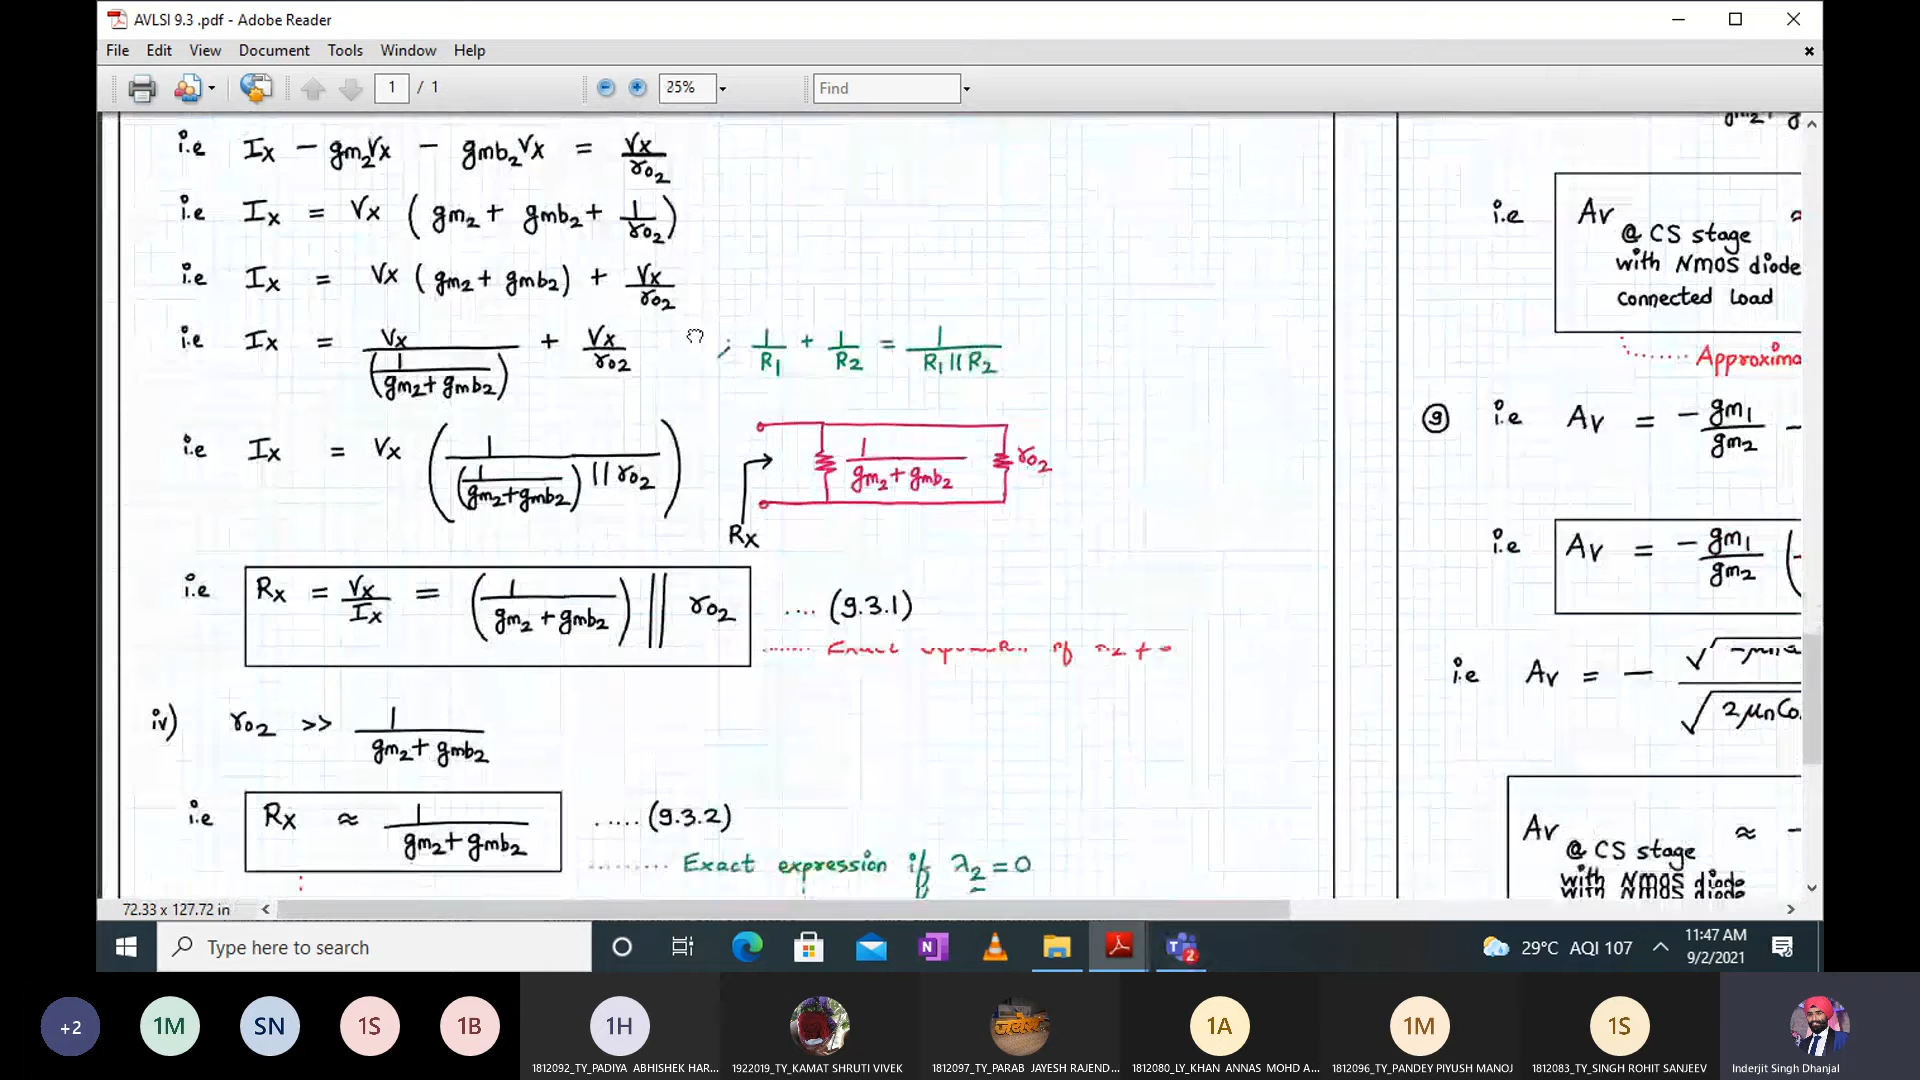 AVLSI 9.3 .pdf - Adobe Reader
File Edit View Document Tools Window Help
1 / 1
25%
Find
i.e Ix - gm2Vx - gmb2Vx = Vx/ro2
i.e Ix = Vx (gm2 + gmb2 + 1/ro2)
i.e Ix = Vx (gm2 + gmb2) + Vx/ro2
i.e Ix = Vx/(1/(gm2 + gmb2)) + Vx/ro2 ; 1/R1 + 1/R2 = 1/(R1 || R2)
i.e Ix = Vx (1/((1/(gm2+gmb2)) || ro2))
1/(gm2 + gmb2) ro2
Rx
i.e Rx = Vx/Ix = (1/(gm2 + gmb2)) || ro2 .... (9.3.1)
iv) ro2 >> 1/(gm2 + gmb2)
i.e Rx ≈ 1/(gm2 + gmb2) ..... (9.3.2)
Exact expression if λ2 = 0
i.e Av
@ CS stage
with NMOS diode
connected load
Approxima
9 i.e Av = - gm1/gm2 -
i.e Av = - gm1/gm2 (
i.e Av = -
√2μnCo
Av ≈ -
@ CS stage
with NMOS diode
72.33 x 127.72 in
Type here to search
29°C AQI 107
11:47 AM
9/2/2021
2
+2
1M
SN
1S
1B
1H
1A
1M
1S
1812092_TY_PADIYA ABHISHEK HAR...
1922019_TY_KAMAT SHRUTI VIVEK
1812097_TY_PARAB JAYESH RAJEND...
1812080_LY_KHAN ANNAS MOHD A...
1812096_TY_PANDEY PIYUSH MANOJ
1812083_TY_SINGH ROHIT SANJEEV
Inderjit Singh Dhanjal